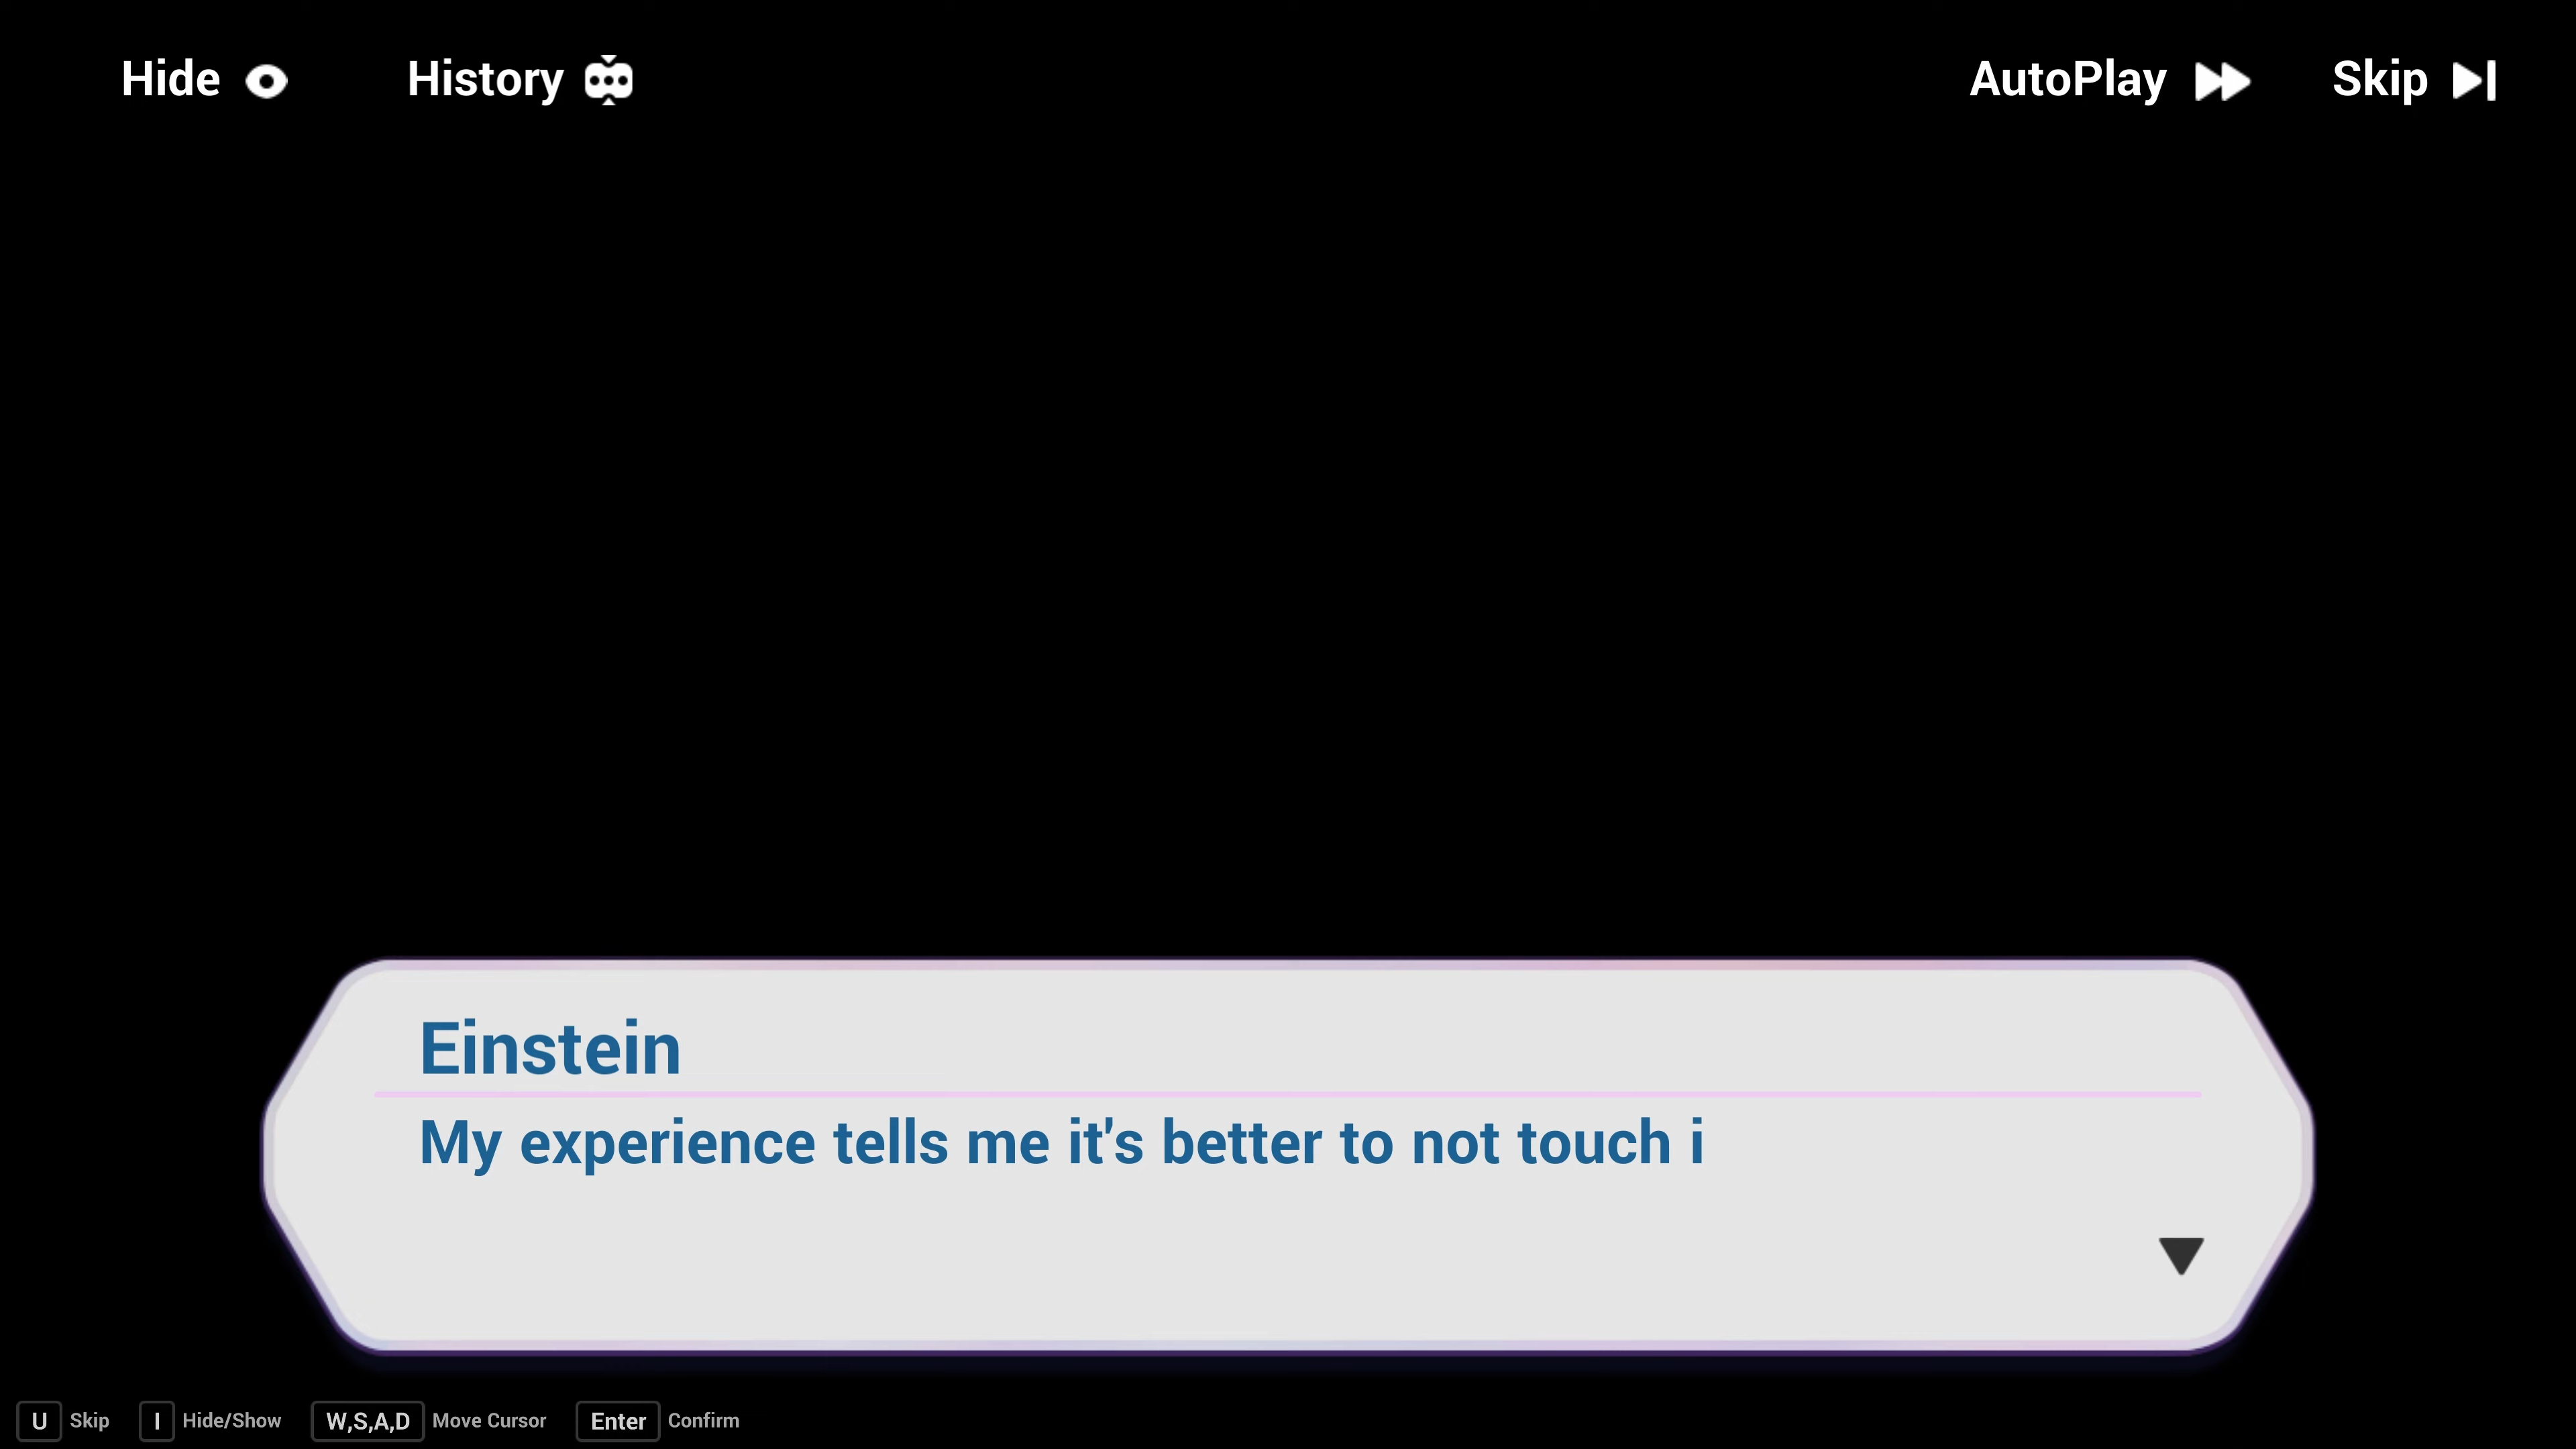 Hide
History
AutoPlay
Skip
Einstein
My experience tells me it's better to not touch i
U Skip I Hide/Show W,S,A,D Move Cursor Enter Confirm